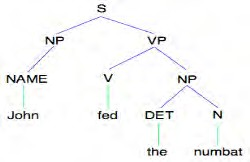 S
NP VP
NAME V NP
John fed DET N
the numbat